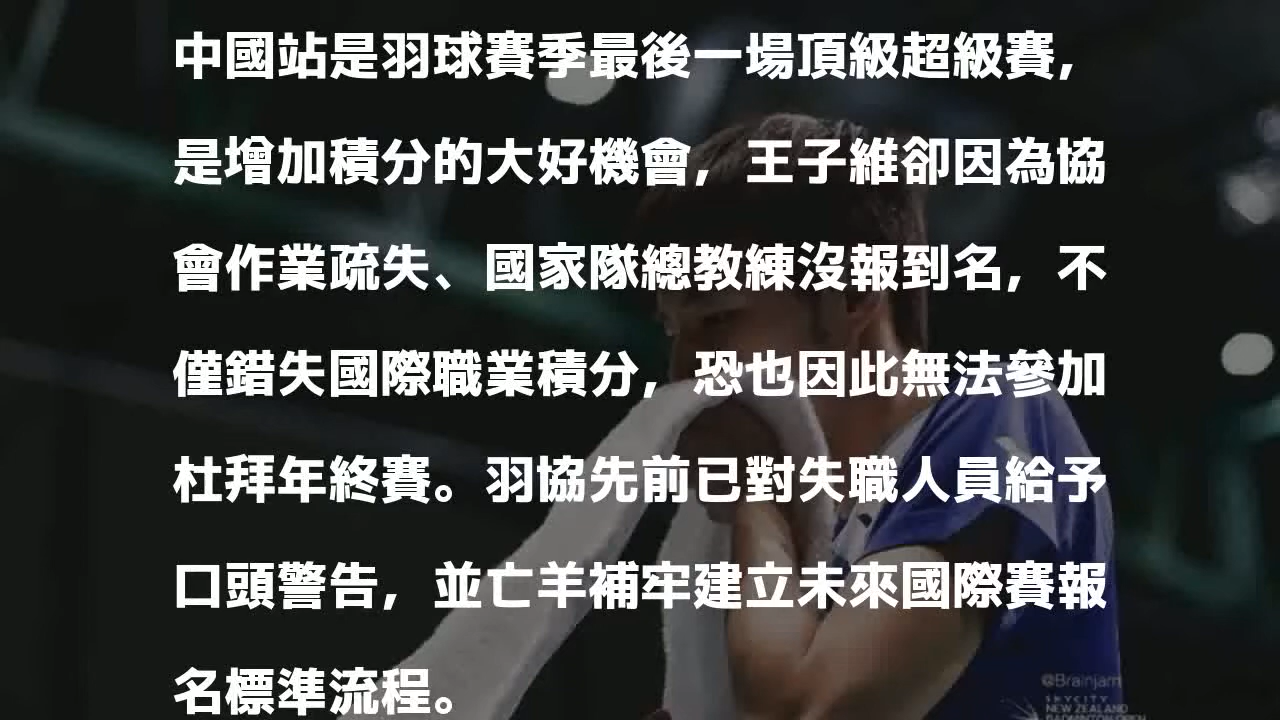 中國站是羽球賽季最後一場頂級超級賽,
是增加積分的大好機會, 王子維卻因為協
會作業疏失、國家隊總教練沒報到名, 不
僅錯失國際職業積分, 恐也因此無法參加
杜拜年終賽。羽協先前已對失職人員給予
口頭警告, 並亡羊補牢建立未來國際賽報
名標準流程。
@Brainjam
SKYCITY
NEW ZEALAND
BADMINTON OPEN